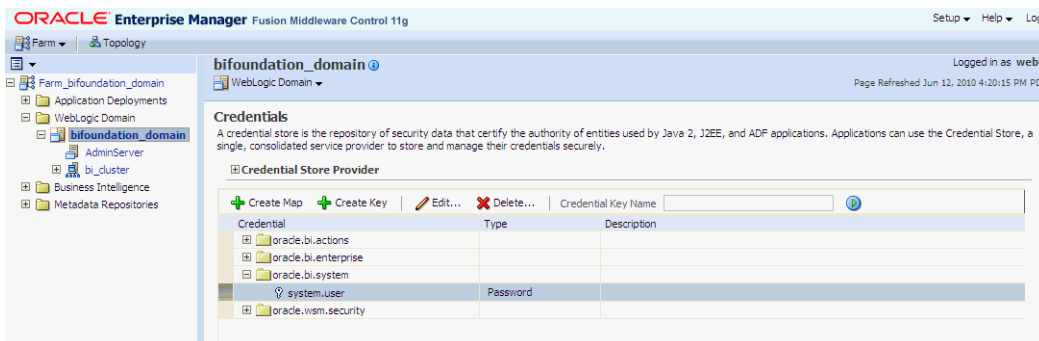 ORACLE Enterprise Manager Fusion Middleware Control 11g
Setup Help
Farm Topology
Farm_bifoundation_domain
Application Deployments
WebLogic Domain
bifoundation_domain
AdminServer
bi_cluster
Business Intelligence
Metadata Repositories
bifoundation_domain
WebLogic Domain
Logged in as web
Page Refreshed Jun 12, 2010 4:20:15 PM
Credentials
A credential store is the repository of security data that certify the authority of entities used by Java 2, J2EE, and ADF applications. Applications can use the Credential Store, a
single, consolidated service provider to store and manage their credentials securely.
Credential Store Provider
Create Map Create Key Edit... Delete... Credential Key Name
Credential Type Description
oracle.bi.actions
oracle.bi.enterprise
oracle.bi.system
system.user Password
oracle.wsm.security